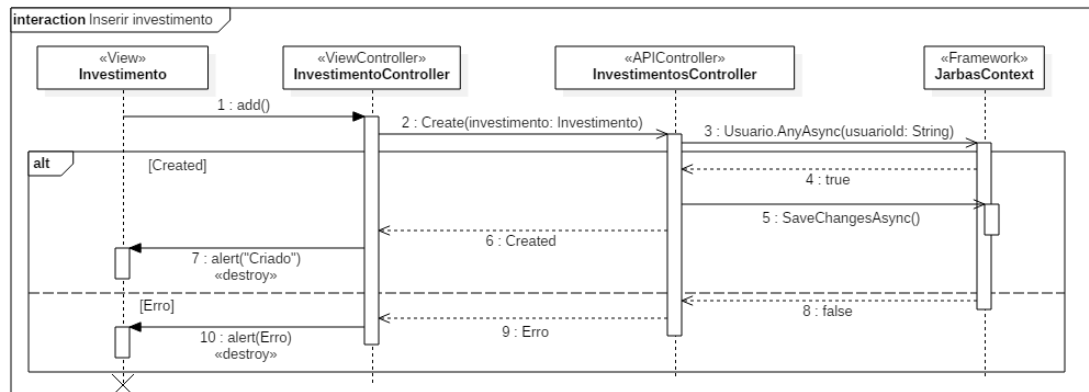 interaction Inserir investimento
«View»
Investimento
«ViewController»
InvestimentoController
«APIController»
InvestimentosController
«Framework»
JarbasContext
1 : add()
2 : Create(investimento: Investimento)
3 : Usuario.AnyAsync(usuarioId: String)
alt
[Created]
4 : true
5 : SaveChangesAsync()
6 : Created
7 : alert("Criado")
«destroy»
[Erro]
8 : false
9 : Erro
10 : alert(Erro)
«destroy»